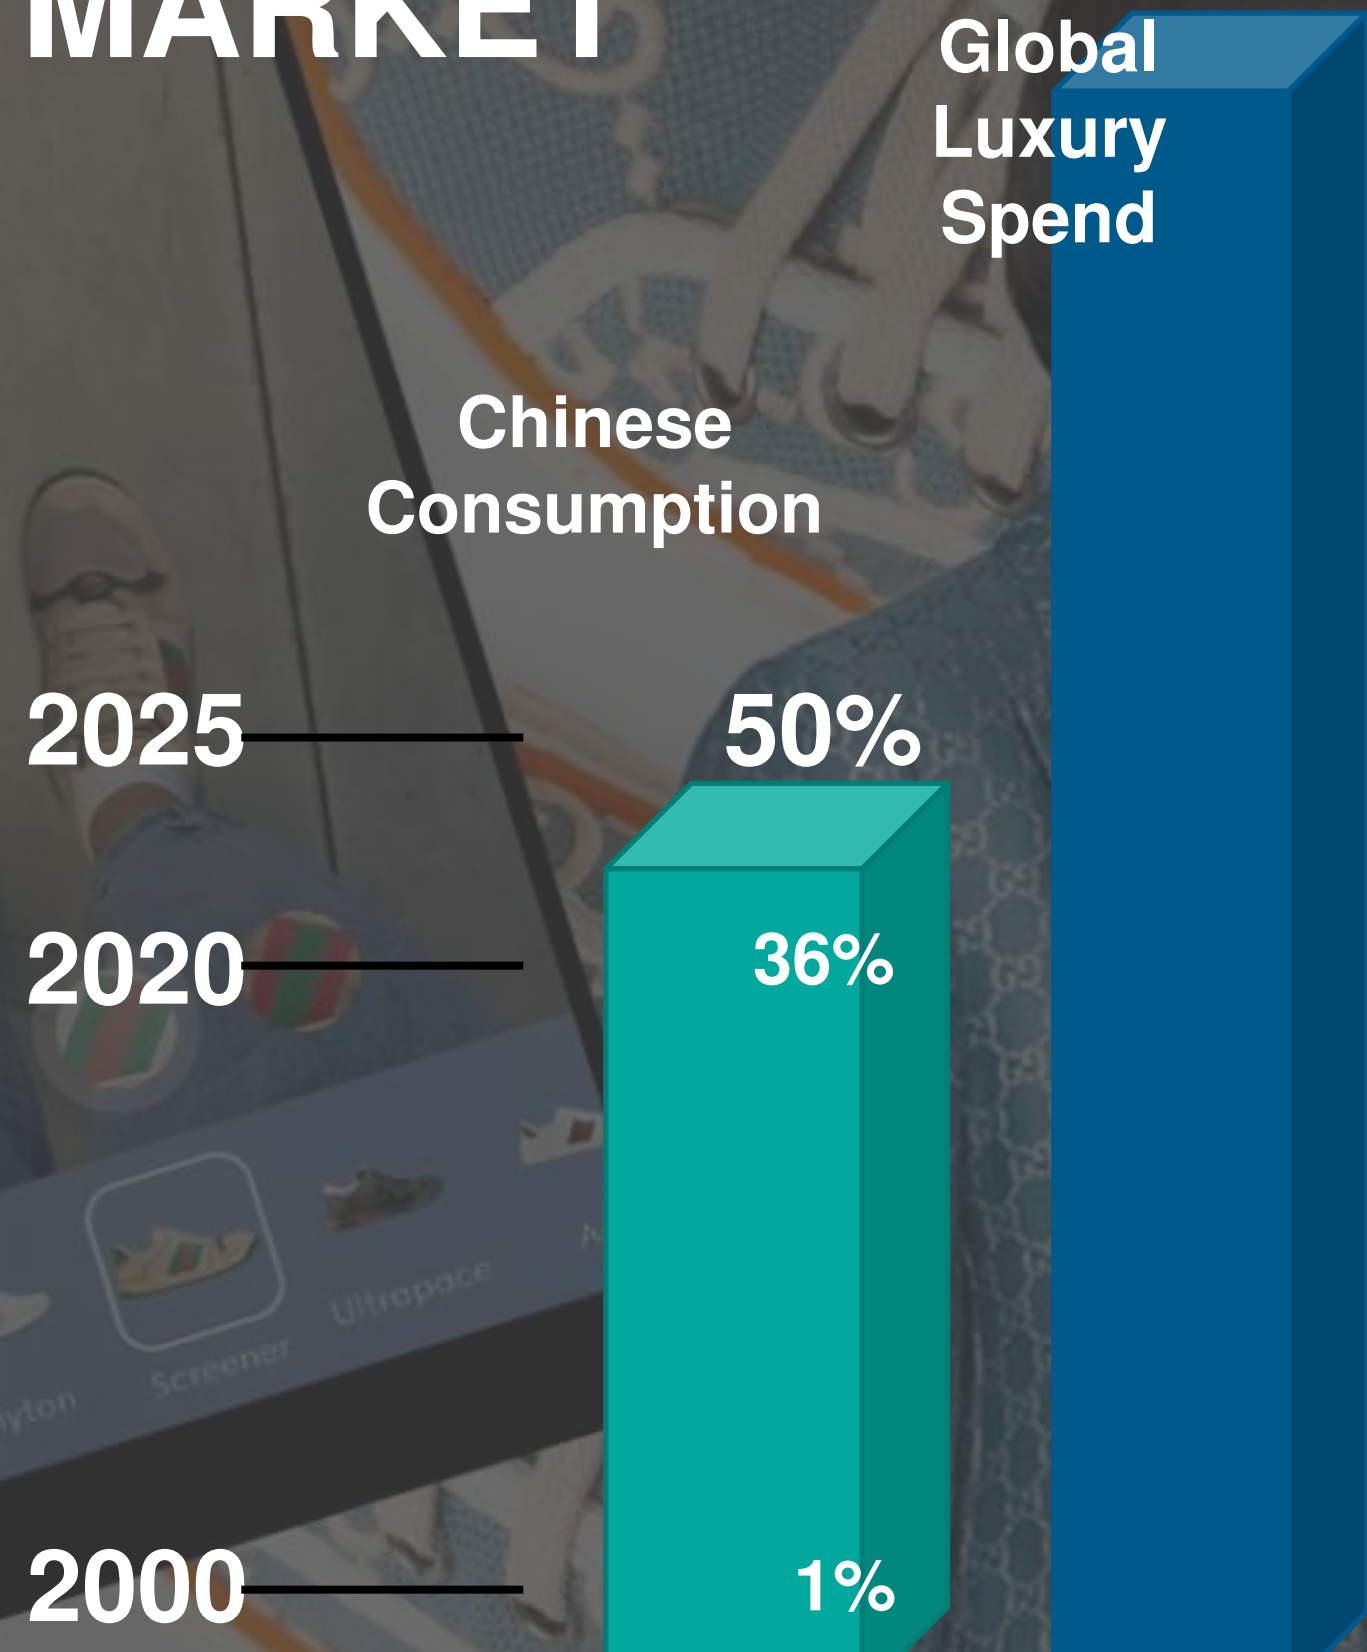 MARKET
Global
Luxury
Spend
Chinese
Consumption
2025 50%
2020 36%
Ultrapace
Screener
2000 1%